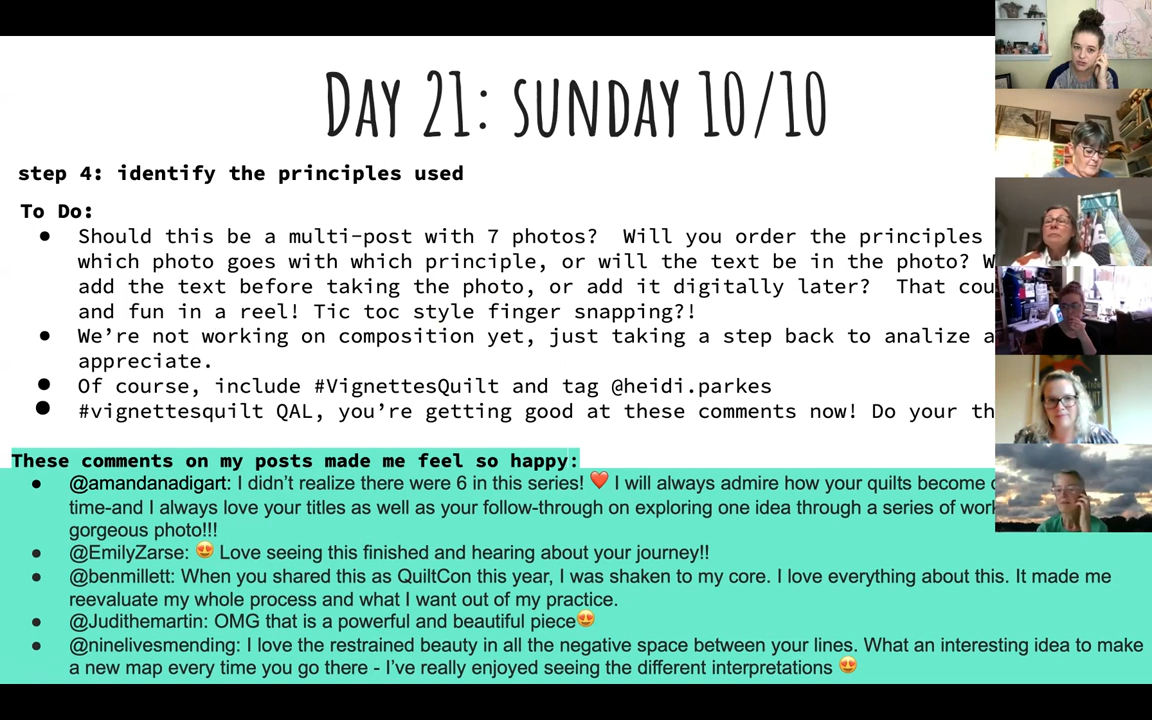 Day 21: Sunday 10/10
step 4: identify the principles used
To Do:
Should this be a multi-post with 7 photos?  Will you order the principles
which photo goes with which principle, or will the text be in the photo?
add the text before taking the photo, or add it digitally later?  That
and fun in a reel! Tic toc style finger snapping?!
We're not working on composition yet, just taking a step back to analize
appreciate.
Of course, include #VignettesQuilt and tag @heidi.parkes
#vignettesquilt QAL, you're getting good at these comments now! Do your
These comments on my posts made me feel so happy:
@amandanadigart: I didn't realize there were 6 in this series! ❤️ I will always admire how your quilts become
time-and I always love your titles as well as your follow-through on exploring one idea through a series of
gorgeous photo!!!
@EmilyZarse: 😍 Love seeing this finished and hearing about your journey!!
@benmillett: When you shared this as QuiltCon this year, I was shaken to my core. I love everything about this. It made me
reevaluate my whole process and what I want out of my practice.
@Judithemartin: OMG that is a powerful and beautiful piece😍
@ninelivesmending: I love the restrained beauty in all the negative space between your lines. What an interesting idea to make
a new map every time you go there - I've really enjoyed seeing the different interpretations 😍